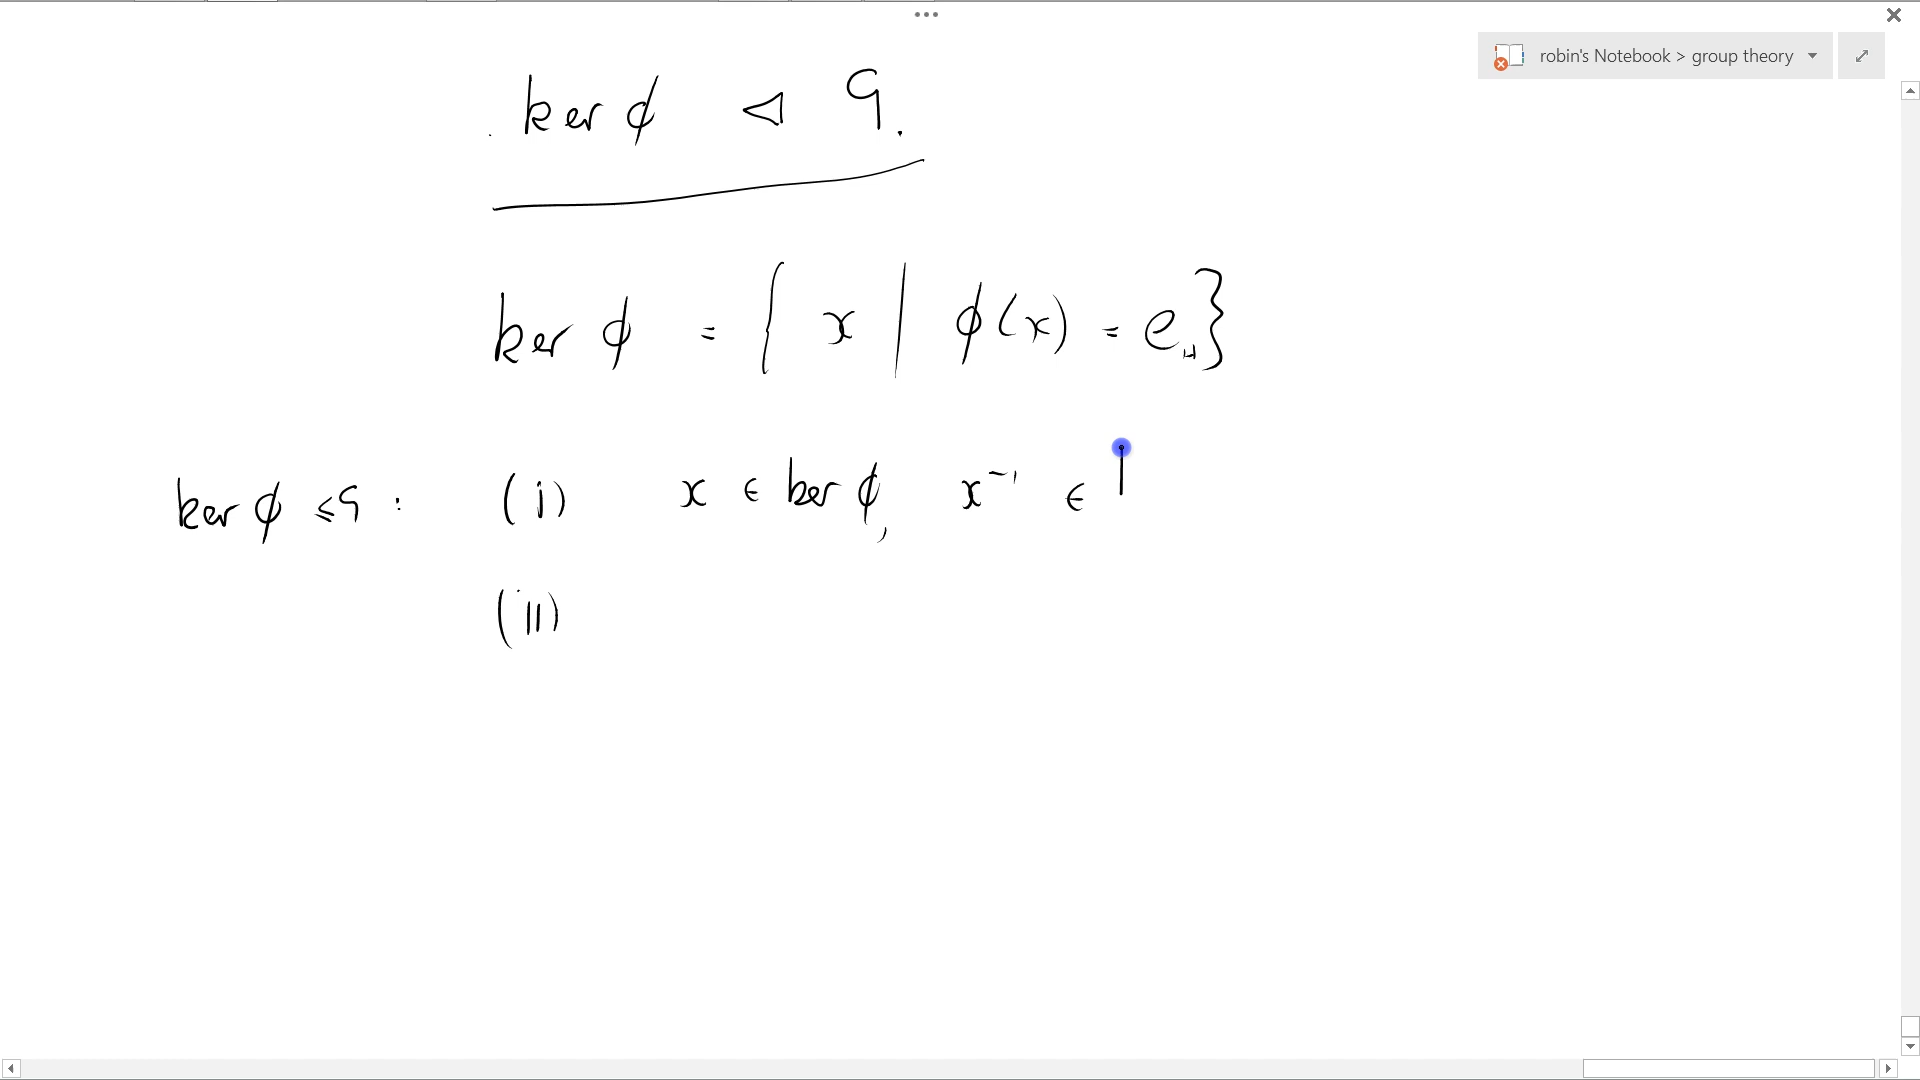 robin's Notebook > group theory
ker φ ⊲ G.
ker φ = { x | φ(x) = e_H }
ker φ ≤ G : (i) x ∈ ker φ, x⁻¹ ∈
(ii)